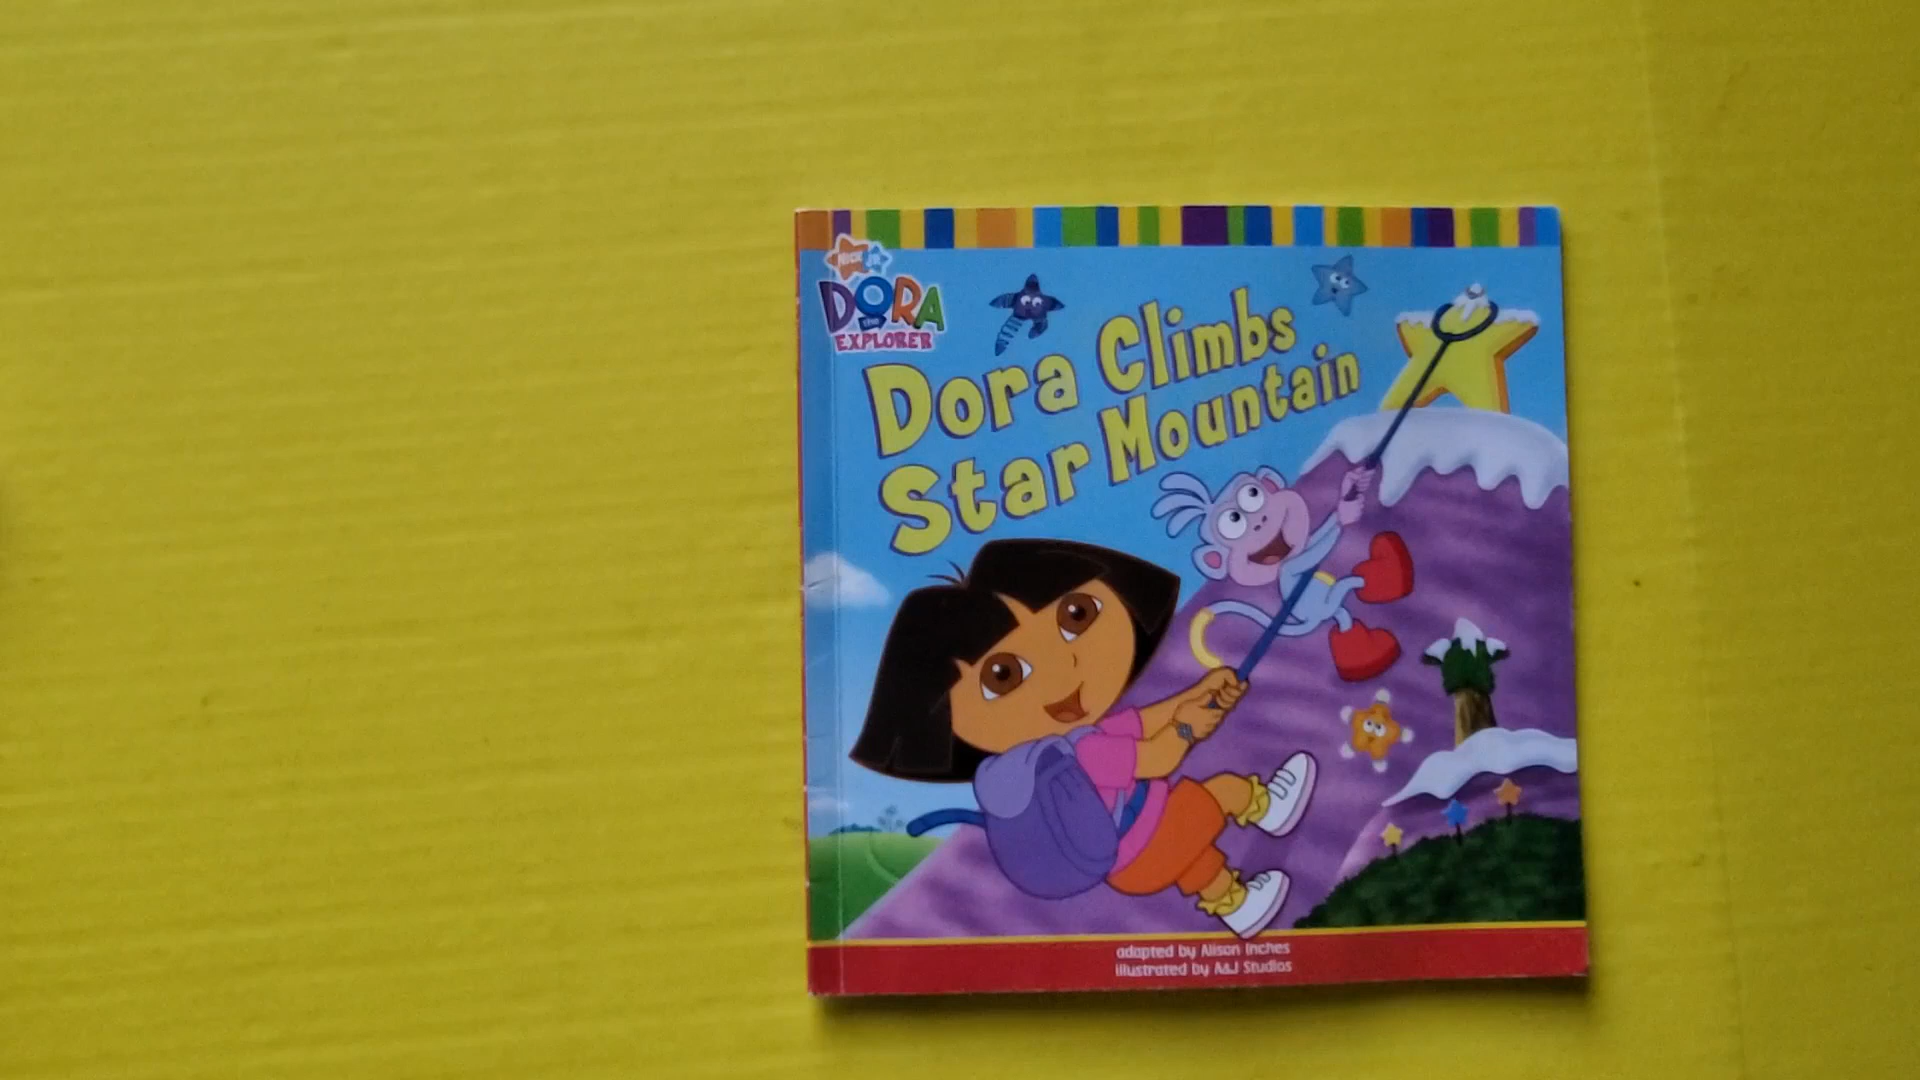 NICK JR.
DORA
the
EXPLORER
Dora Climbs
Star Mountain
adapted by Alison Inches
illustrated by A&J Studios